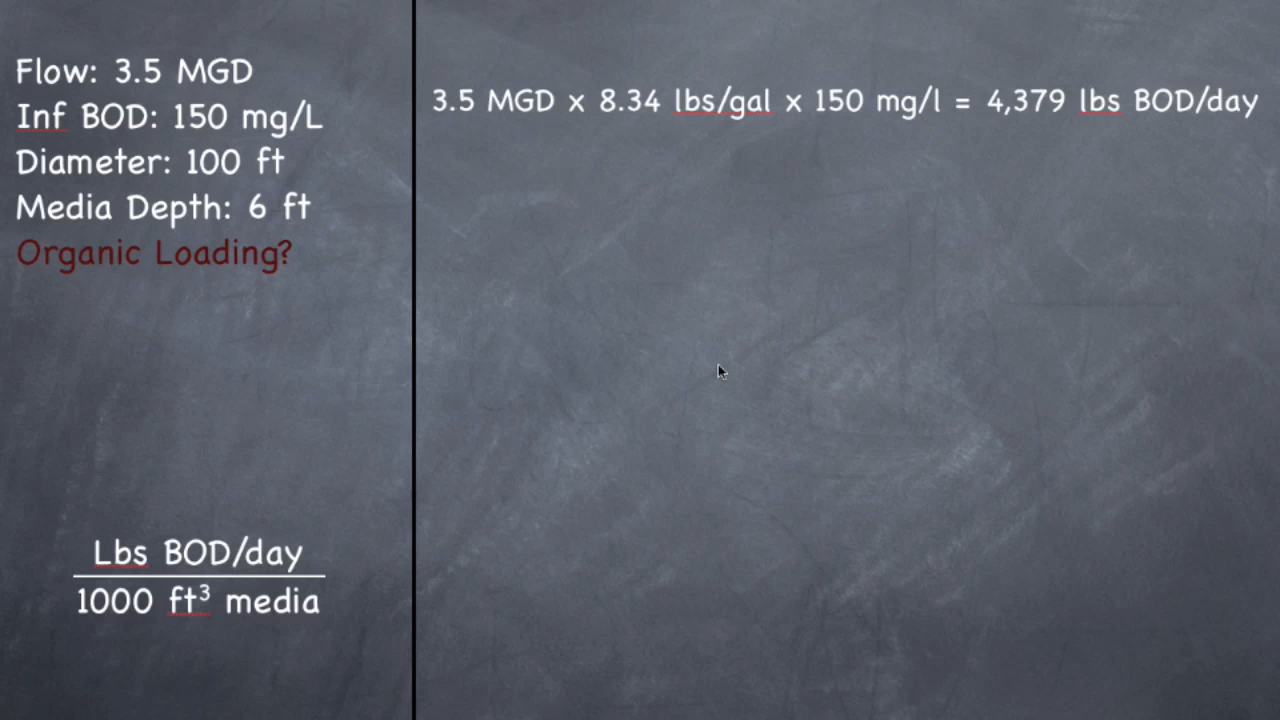 Flow: 3.5 MGD
Inf BOD: 150 mg/L
Diameter: 100 ft
Media Depth: 6 ft
Organic Loading?
3.5 MGD x 8.34 lbs/gal x 150 mg/l = 4,379 lbs BOD/day
Lbs BOD/day
1000 ft³ media